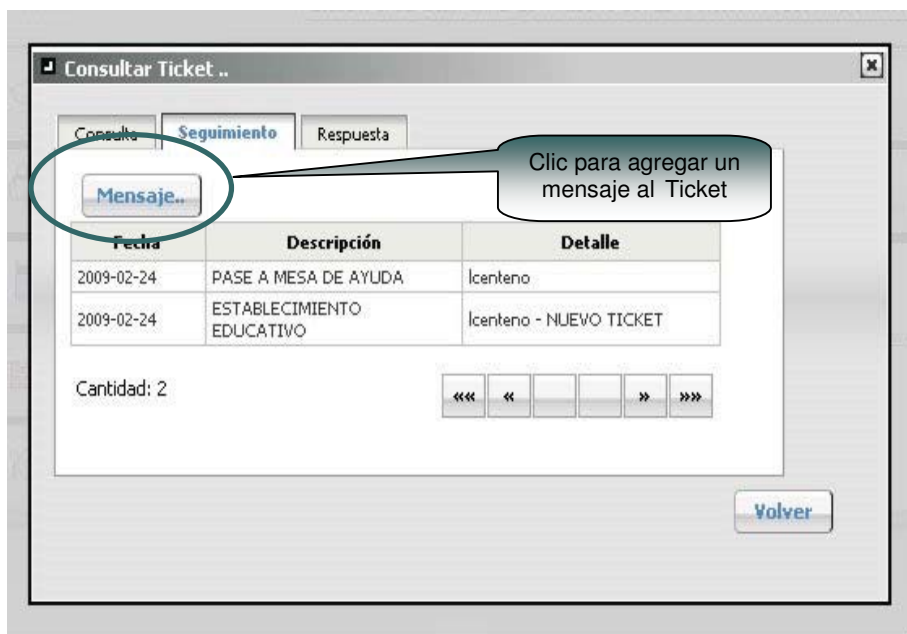 Consultar Ticket ..
Consulta Seguimiento Respuesta
Clic para agregar un
mensaje al Ticket
Mensaje..
Fecha Descripción Detalle
2009-02-24 PASE A MESA DE AYUDA lcenteno
2009-02-24 ESTABLECIMIENTO
EDUCATIVO lcenteno - NUEVO TICKET
Cantidad: 2 «« « » »»
Volver